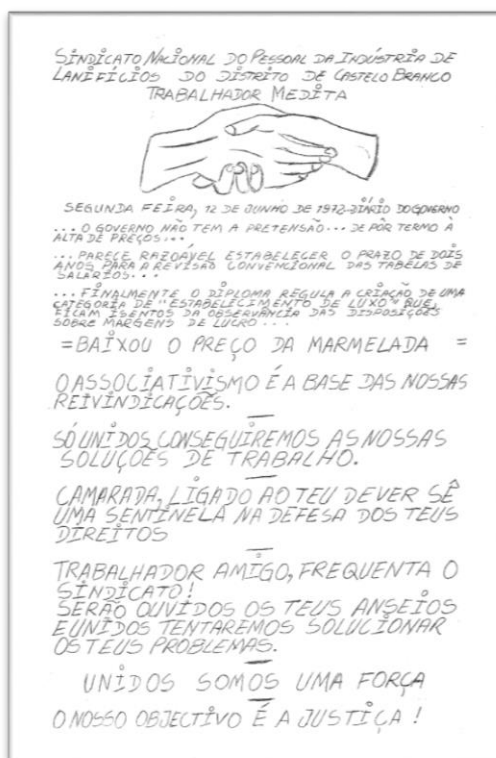 SINDICATO NACIONAL DO PESSOAL DA INDÚSTRIA DE
LANIFÍCIOS DO DISTRITO DE CASTELO BRANCO
TRABALHADOR MEDITA
SEGUNDA FEIRA, 12 DE JUNHO DE 1972-DIÁRIO DO GOVERNO
... O GOVERNO NÃO TEM A PRETENSÃO... DE PÔR TERMO À
ALTA DE PREÇOS...
... PARECE RAZOAVEL ESTABELECER O PRAZO DE DOIS
ANOS PARA A REVISÃO CONVENCIONAL DAS TABELAS DE
SALÁRIOS...
... FINALMENTE O DIPLOMA REGULA A CRIAÇÃO DE UMA
CATEGORIA DE "ESTABELECIMENTO DE LUXO" QUE,
FICAM ISENTOS DA OBSERVANCIA DAS DISPOSIÇÕES
SOBRE MARGENS DE LUCRO...
= BAIXOU O PREÇO DA MARMELADA =
O ASSOCIATIVISMO É A BASE DAS NOSSAS
REIVINDICAÇÕES.
SÓ UNIDOS CONSEGUIREMOS AS NOSSAS
SOLUÇÕES DE TRABALHO.
CAMARADA, LIGADO AO TEU DEVER SÊ
UMA SENTINELA NA DEFESA DOS TEUS
DIREITOS
TRABALHADOR AMIGO, FREQUENTA O
SINDICATO!
SERÃO OUVIDOS OS TEUS ANSEIOS
E UNIDOS TENTAREMOS SOLUCIONAR
OS TEUS PROBLEMAS.
UNIDOS SOMOS UMA FORÇA
O NOSSO OBJECTIVO É A JUSTIÇA!